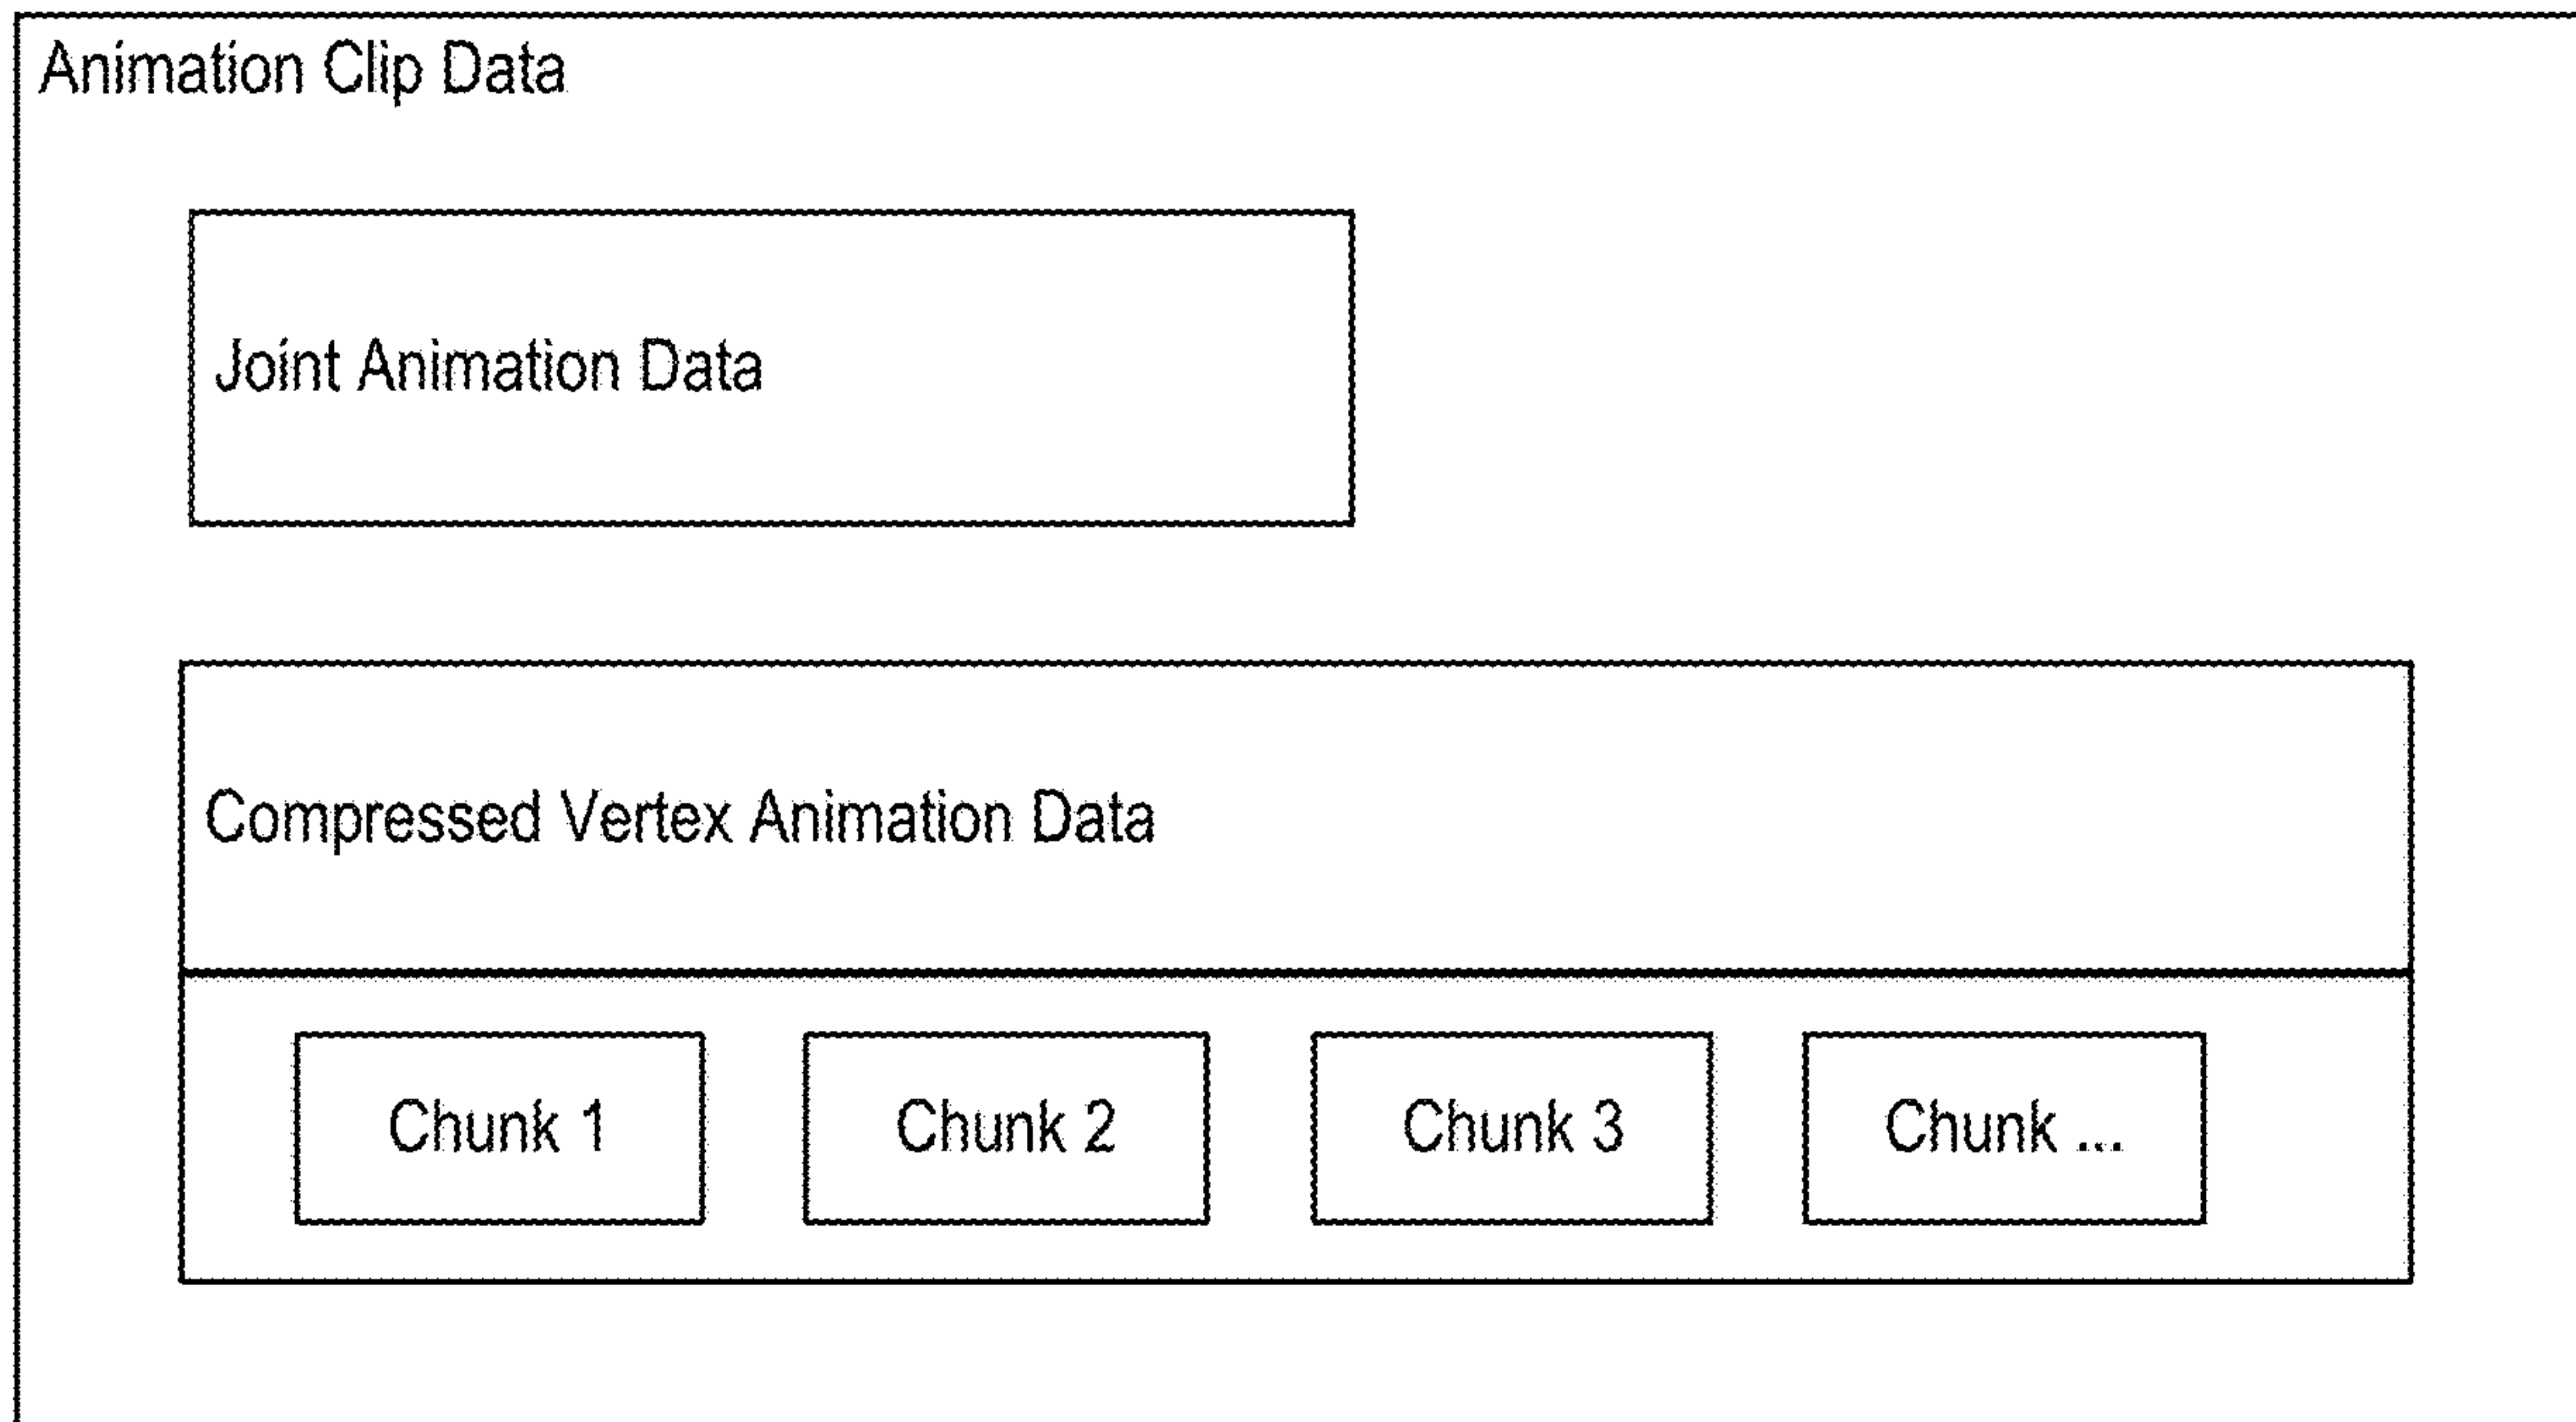 Animation Clip Data
Joint Animation Data
Compressed Vertex Animation Data
Chunk 1
Chunk 2
Chunk 3
Chunk ...